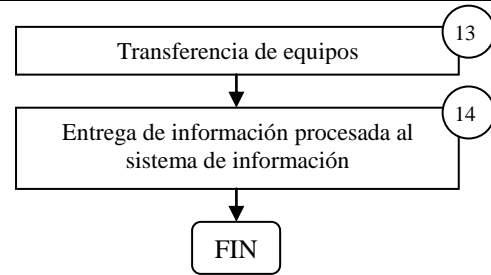 13
Transferencia de equipos
14
Entrega de información procesada al
sistema de información
FIN